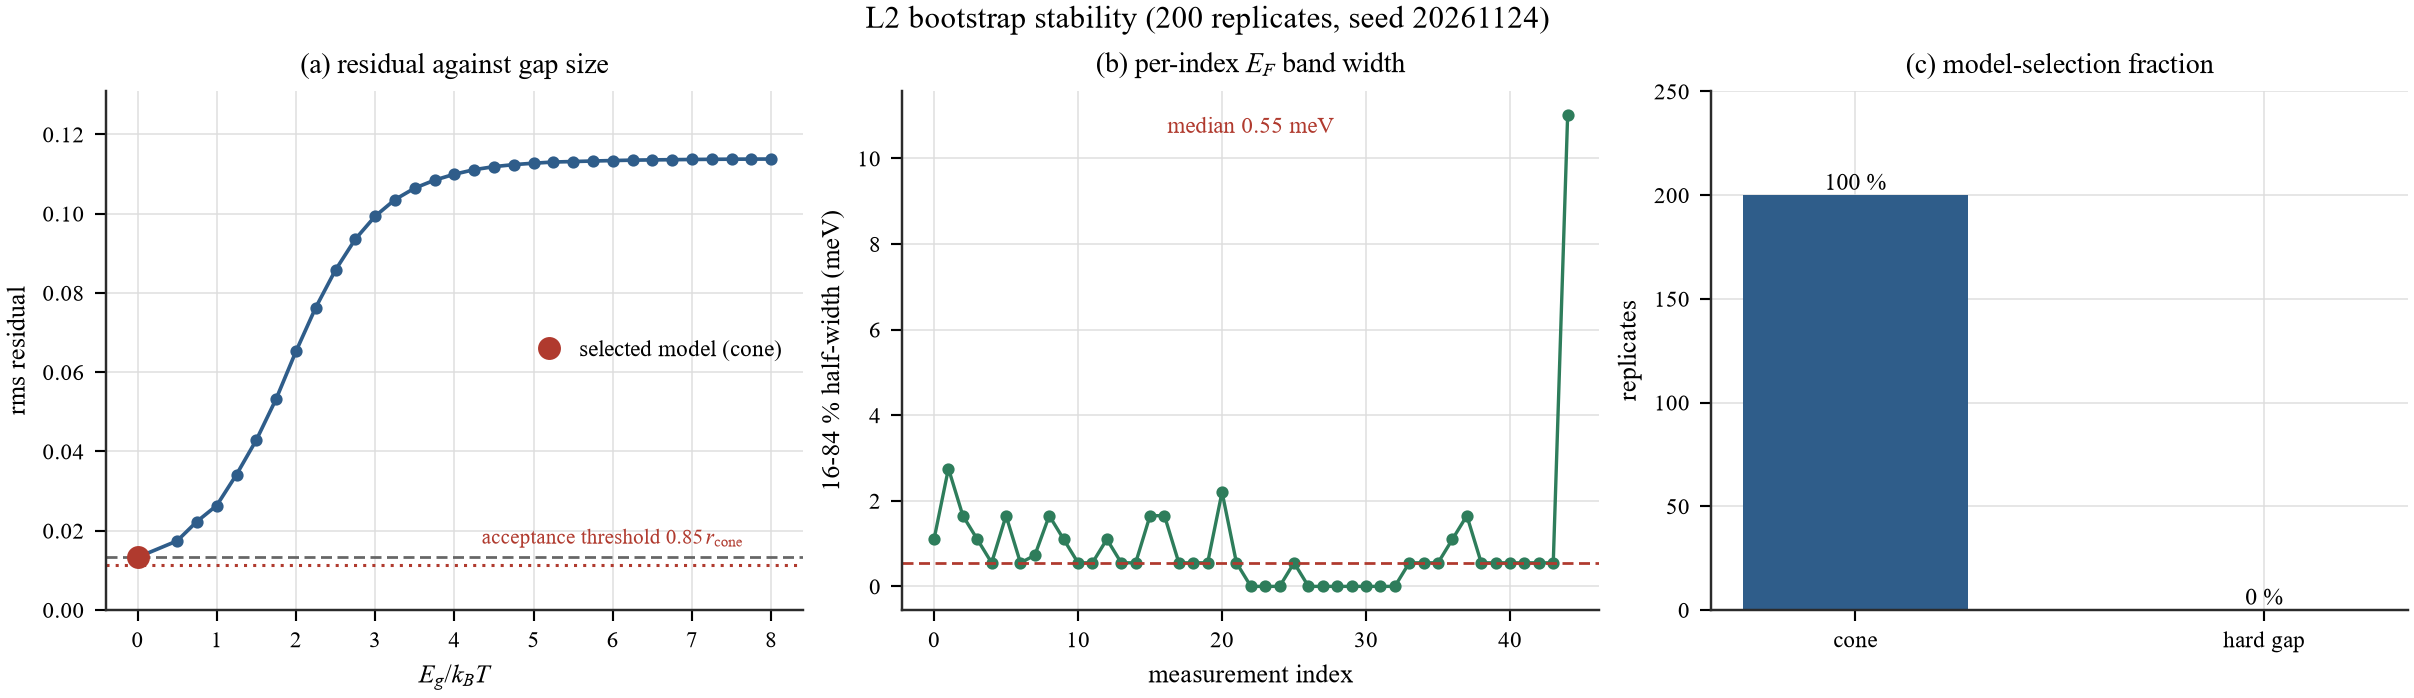 L2 bootstrap stability (200 replicates, seed 20261124)
(a) residual against gap size
rms residual
0.12
0.10
0.08
0.06
0.04
0.02
0.00
selected model (cone)
acceptance threshold 0.85 r_cone
0 1 2 3 4 5 6 7 8
E_g/k_BT
(b) per-index E_F band width
16-84 % half-width (meV)
median 0.55 meV
10
8
6
4
2
0
0 10 20 30 40
measurement index
(c) model-selection fraction
replicates
250
200
150
100
50
0
100 %
0 %
cone hard gap